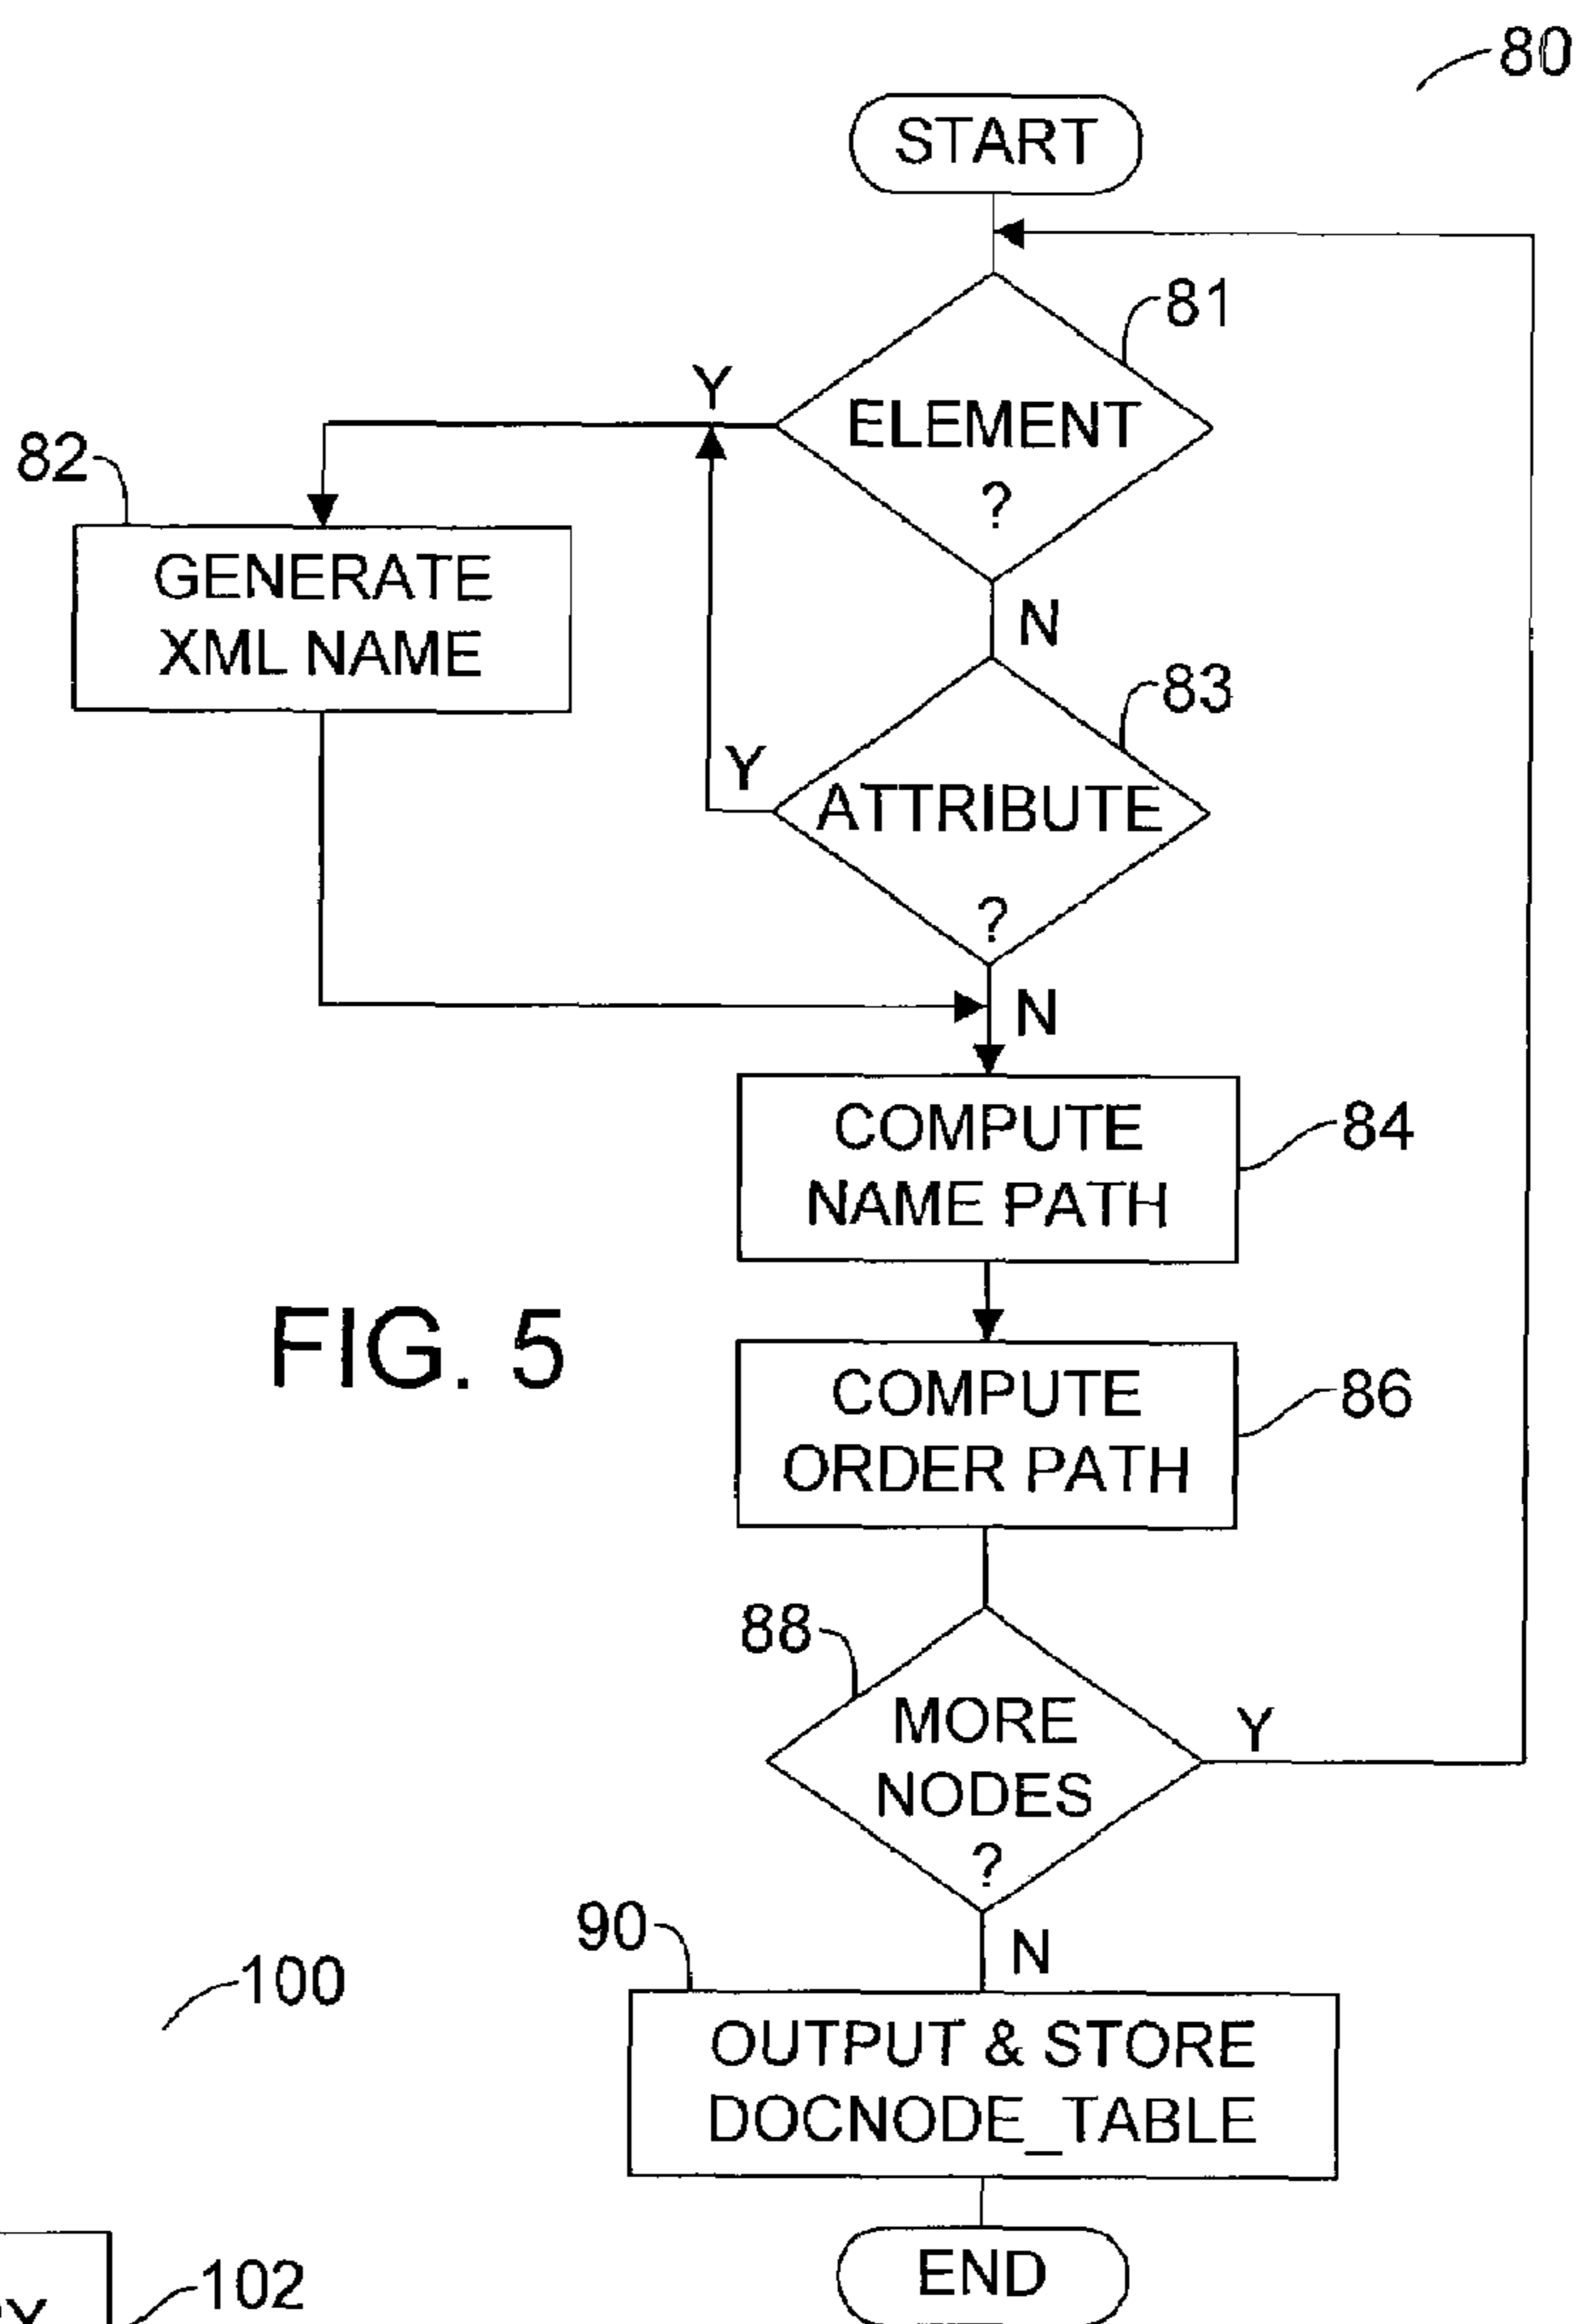 80
START
81
Y
ELEMENT
?
82
GENERATE
XML NAME
N
83
Y
ATTRIBUTE
?
N
COMPUTE
NAME PATH
84
FIG. 5
COMPUTE
ORDER PATH
86
88
MORE
NODES
?
Y
90
N
100
OUTPUT & STORE
DOCNODE_TABLE
END
102